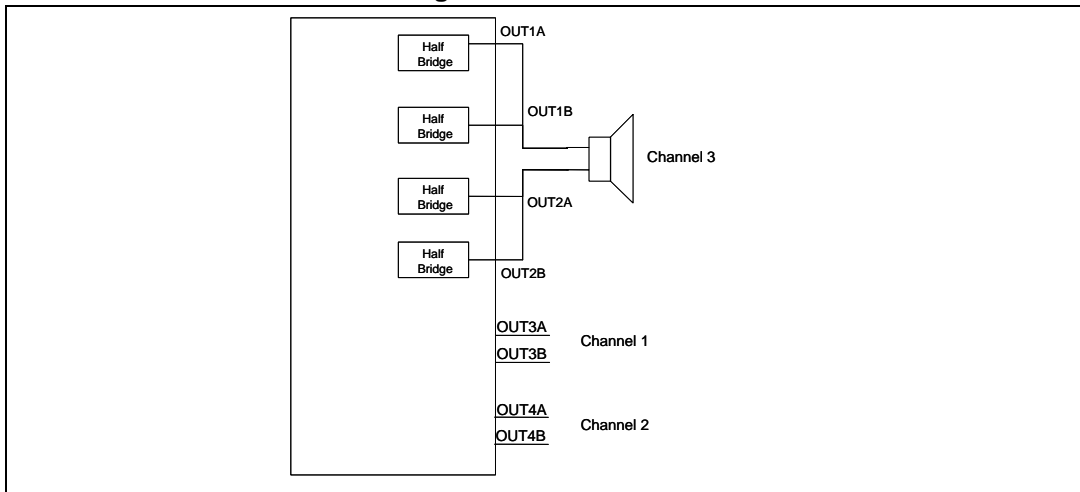 OUT1A
Half
Bridge
OUT1B
Half
Bridge
Channel 3
Half
Bridge
OUT2A
Half
Bridge
OUT2B
OUT3A
Channel 1
OUT3B
OUT4A
Channel 2
OUT4B